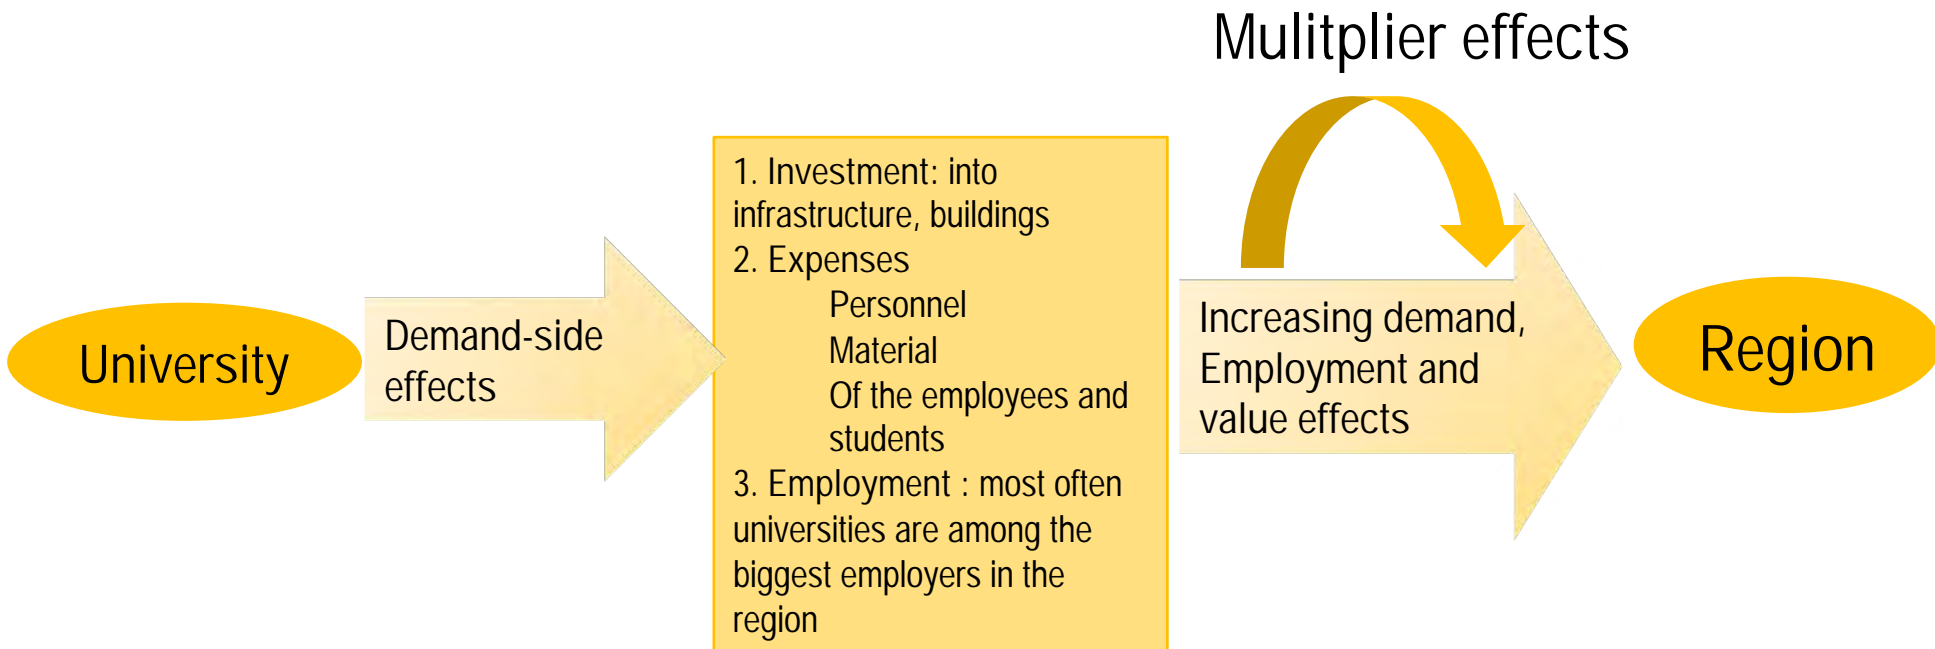 Mulitplier effects
University
Demand-side
effects
1. Investment: into
infrastructure, buildings
2. Expenses
Personnel
Material
Of the employees and
students
3. Employment : most often
universities are among the
biggest employers in the
region
Increasing demand,
Employment and
value effects
Region